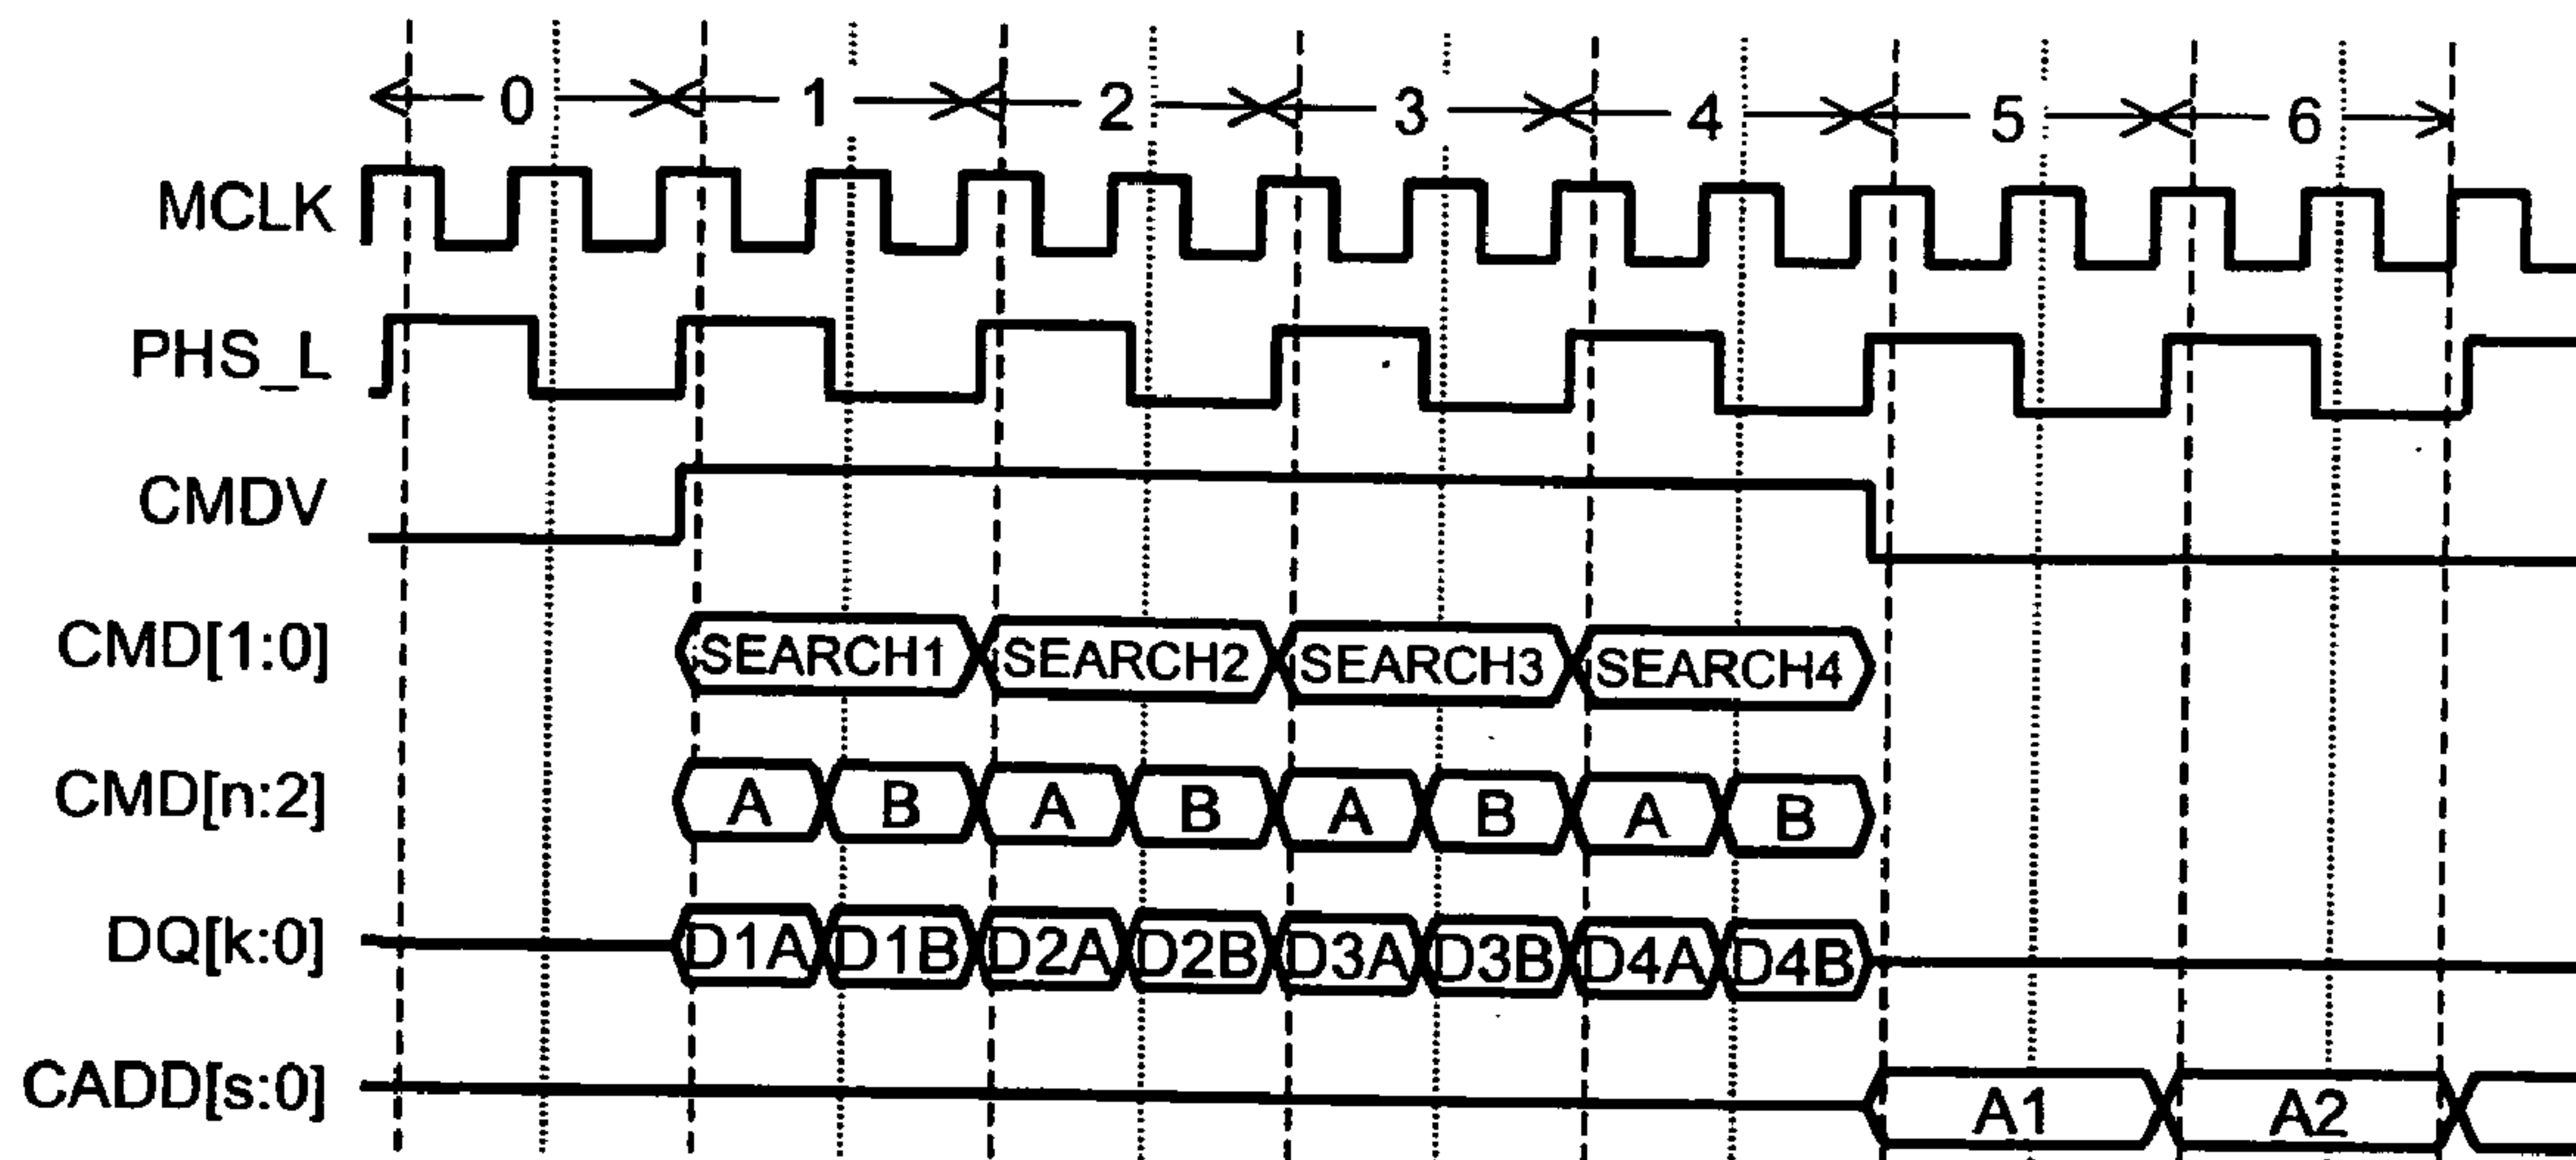 0 1 2 3 4 5 6
MCLK
PHS_L
CMDV
CMD[1:0] SEARCH1 SEARCH2 SEARCH3 SEARCH4
CMD[n:2] A B A B A B A B
DQ[k:0] D1A D1B D2A D2B D3A D3B D4A D4B
CADD[s:0] A1 A2